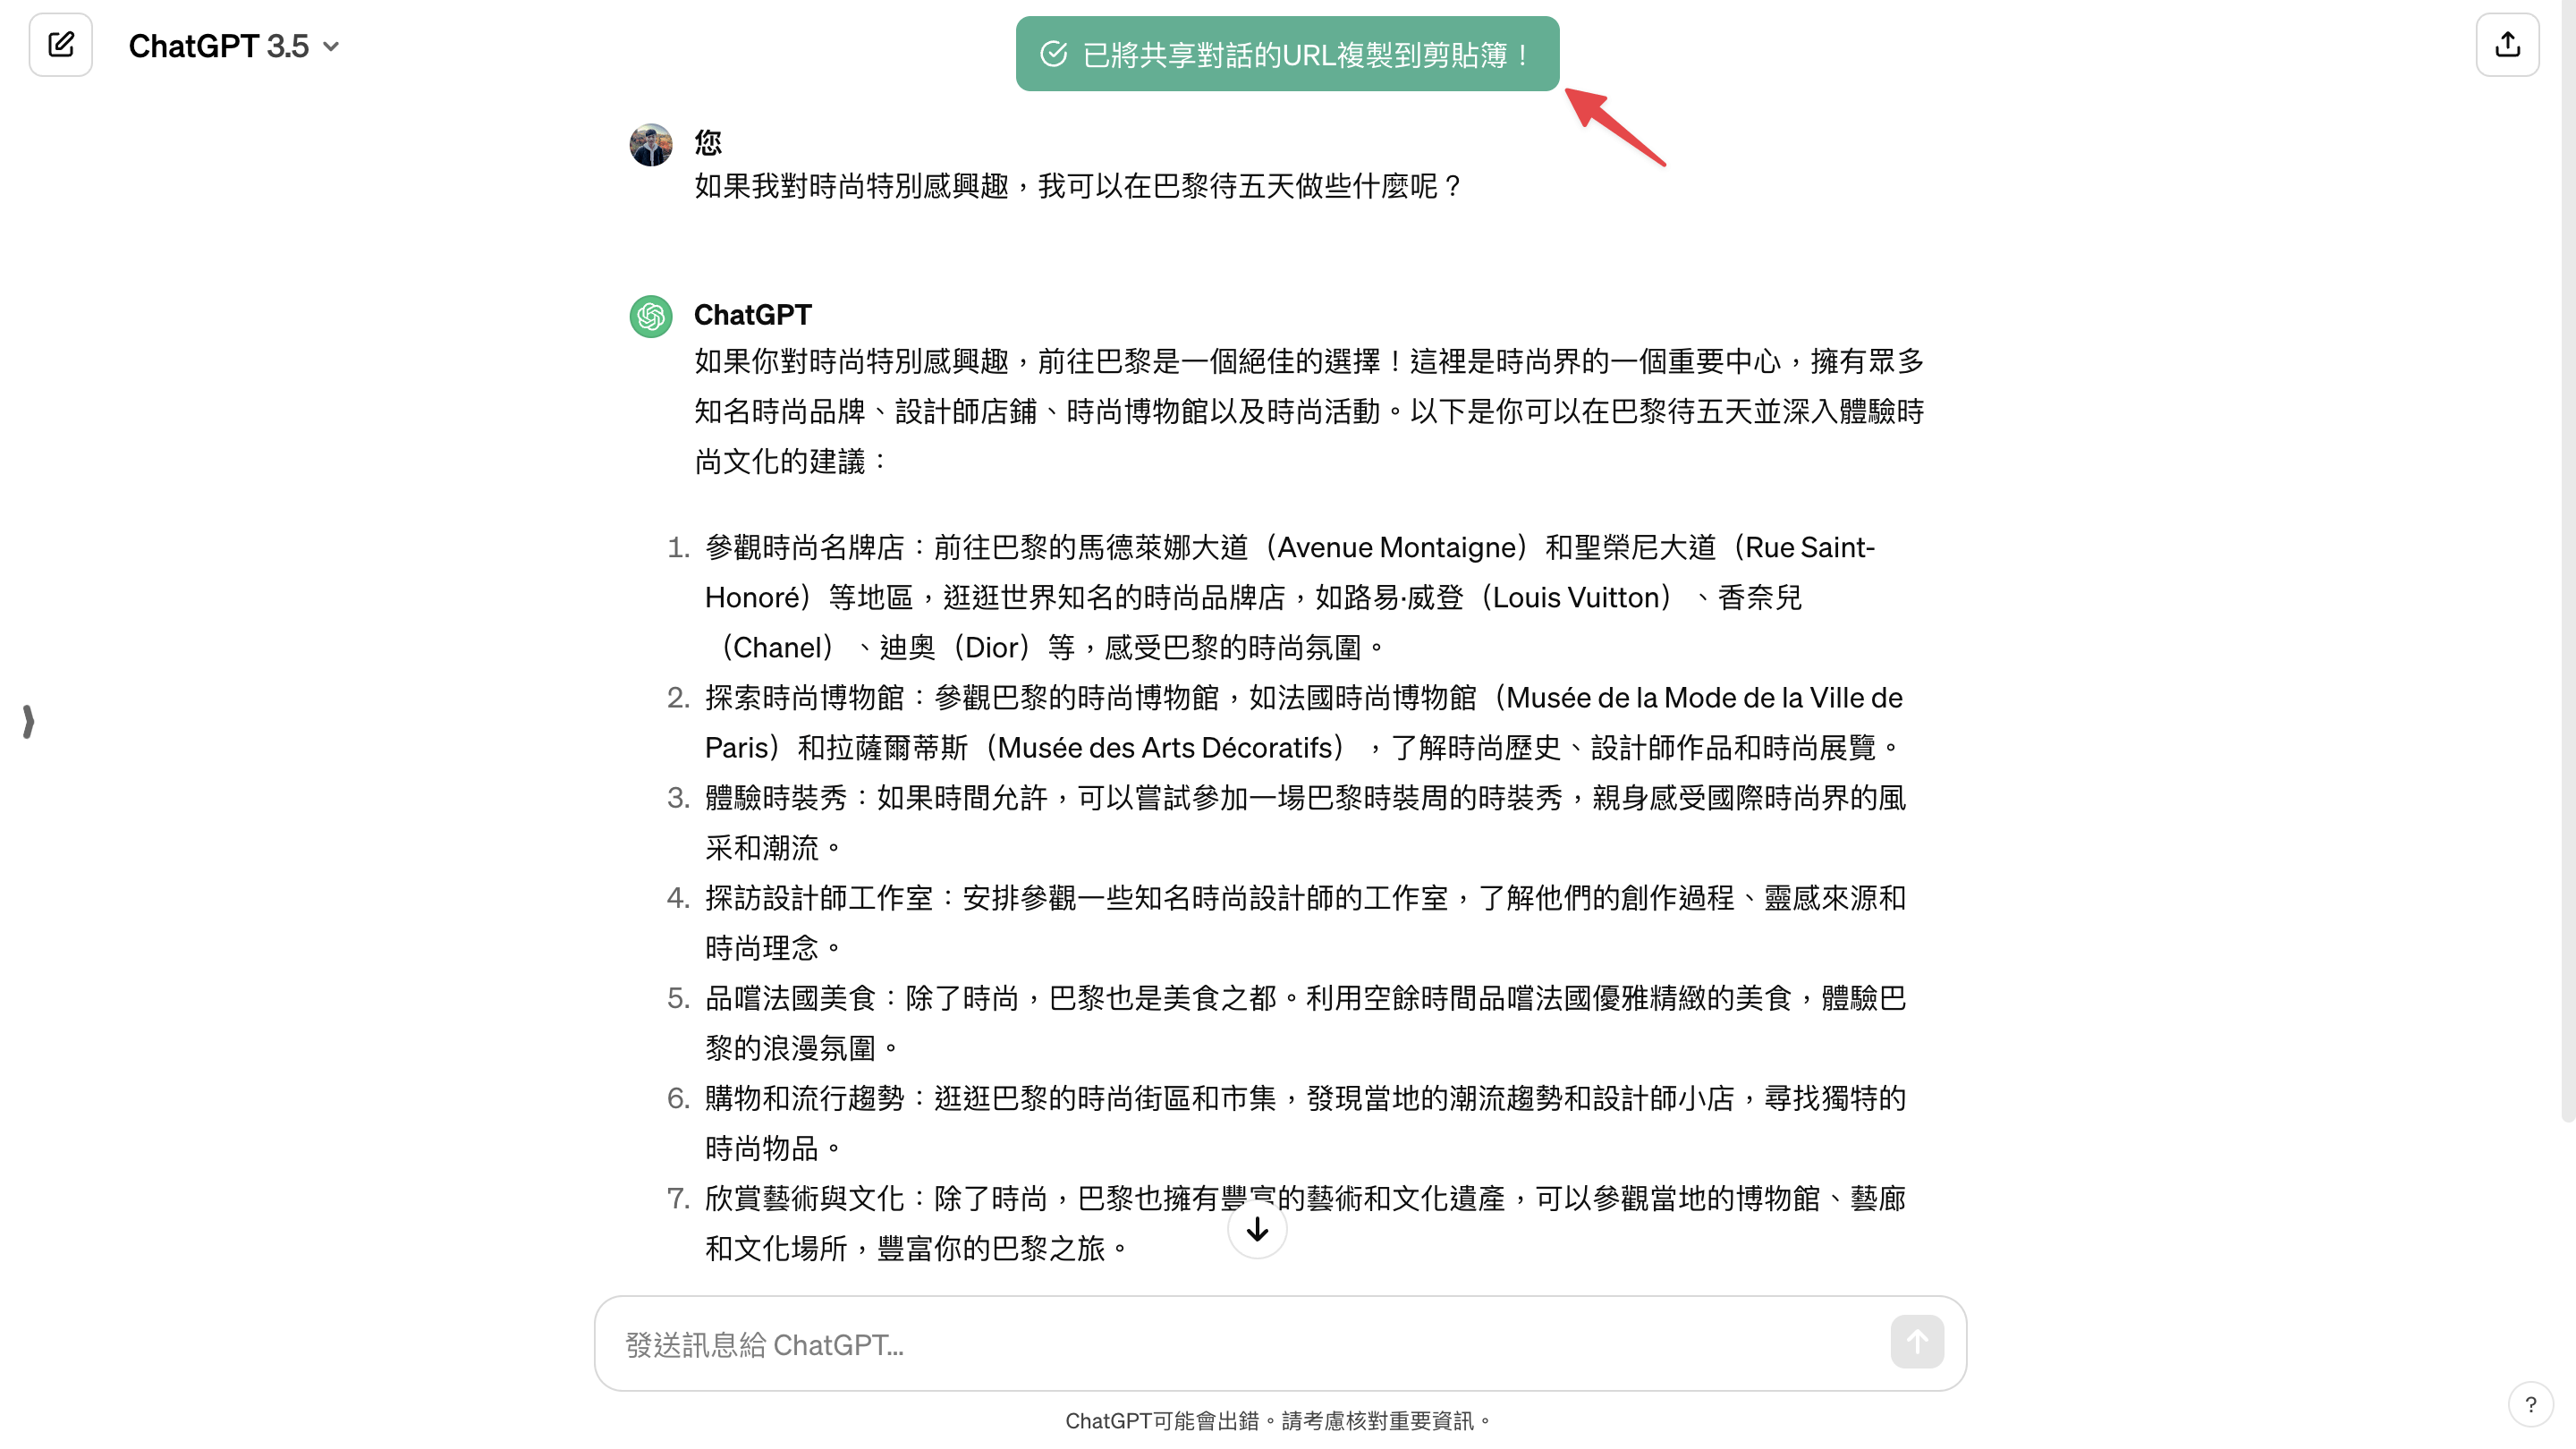 ChatGPT 3.5
已將共享對話的URL複製到剪貼簿！
您
如果我對時尚特別感興趣，我可以在巴黎待五天做些什麼呢？
ChatGPT
如果你對時尚特別感興趣，前往巴黎是一個絕佳的選擇！這裡是時尚界的一個重要中心，擁有眾多
知名時尚品牌、設計師店鋪、時尚博物館以及時尚活動。以下是你可以在巴黎待五天並深入體驗時
尚文化的建議：
1. 參觀時尚名牌店：前往巴黎的馬德萊娜大道（Avenue Montaigne）和聖榮尼大道（Rue Saint-
Honoré）等地區，逛逛世界知名的時尚品牌店，如路易·威登（Louis Vuitton）、香奈兒
（Chanel）、迪奧（Dior）等，感受巴黎的時尚氛圍。
2. 探索時尚博物館：參觀巴黎的時尚博物館，如法國時尚博物館（Musée de la Mode de la Ville de
Paris）和拉薩爾蒂斯（Musée des Arts Décoratifs），了解時尚歷史、設計師作品和時尚展覽。
3. 體驗時裝秀：如果時間允許，可以嘗試參加一場巴黎時裝周的時裝秀，親身感受國際時尚界的風
采和潮流。
4. 探訪設計師工作室：安排參觀一些知名時尚設計師的工作室，了解他們的創作過程、靈感來源和
時尚理念。
5. 品嚐法國美食：除了時尚，巴黎也是美食之都。利用空餘時間品嚐法國優雅精緻的美食，體驗巴
黎的浪漫氛圍。
6. 購物和流行趨勢：逛逛巴黎的時尚街區和市集，發現當地的潮流趨勢和設計師小店，尋找獨特的
時尚物品。
7. 欣賞藝術與文化：除了時尚，巴黎也擁有豐富的藝術和文化遺產，可以參觀當地的博物館、藝廊
和文化場所，豐富你的巴黎之旅。
發送訊息給 ChatGPT...
ChatGPT可能會出錯。請考慮核對重要資訊。
?